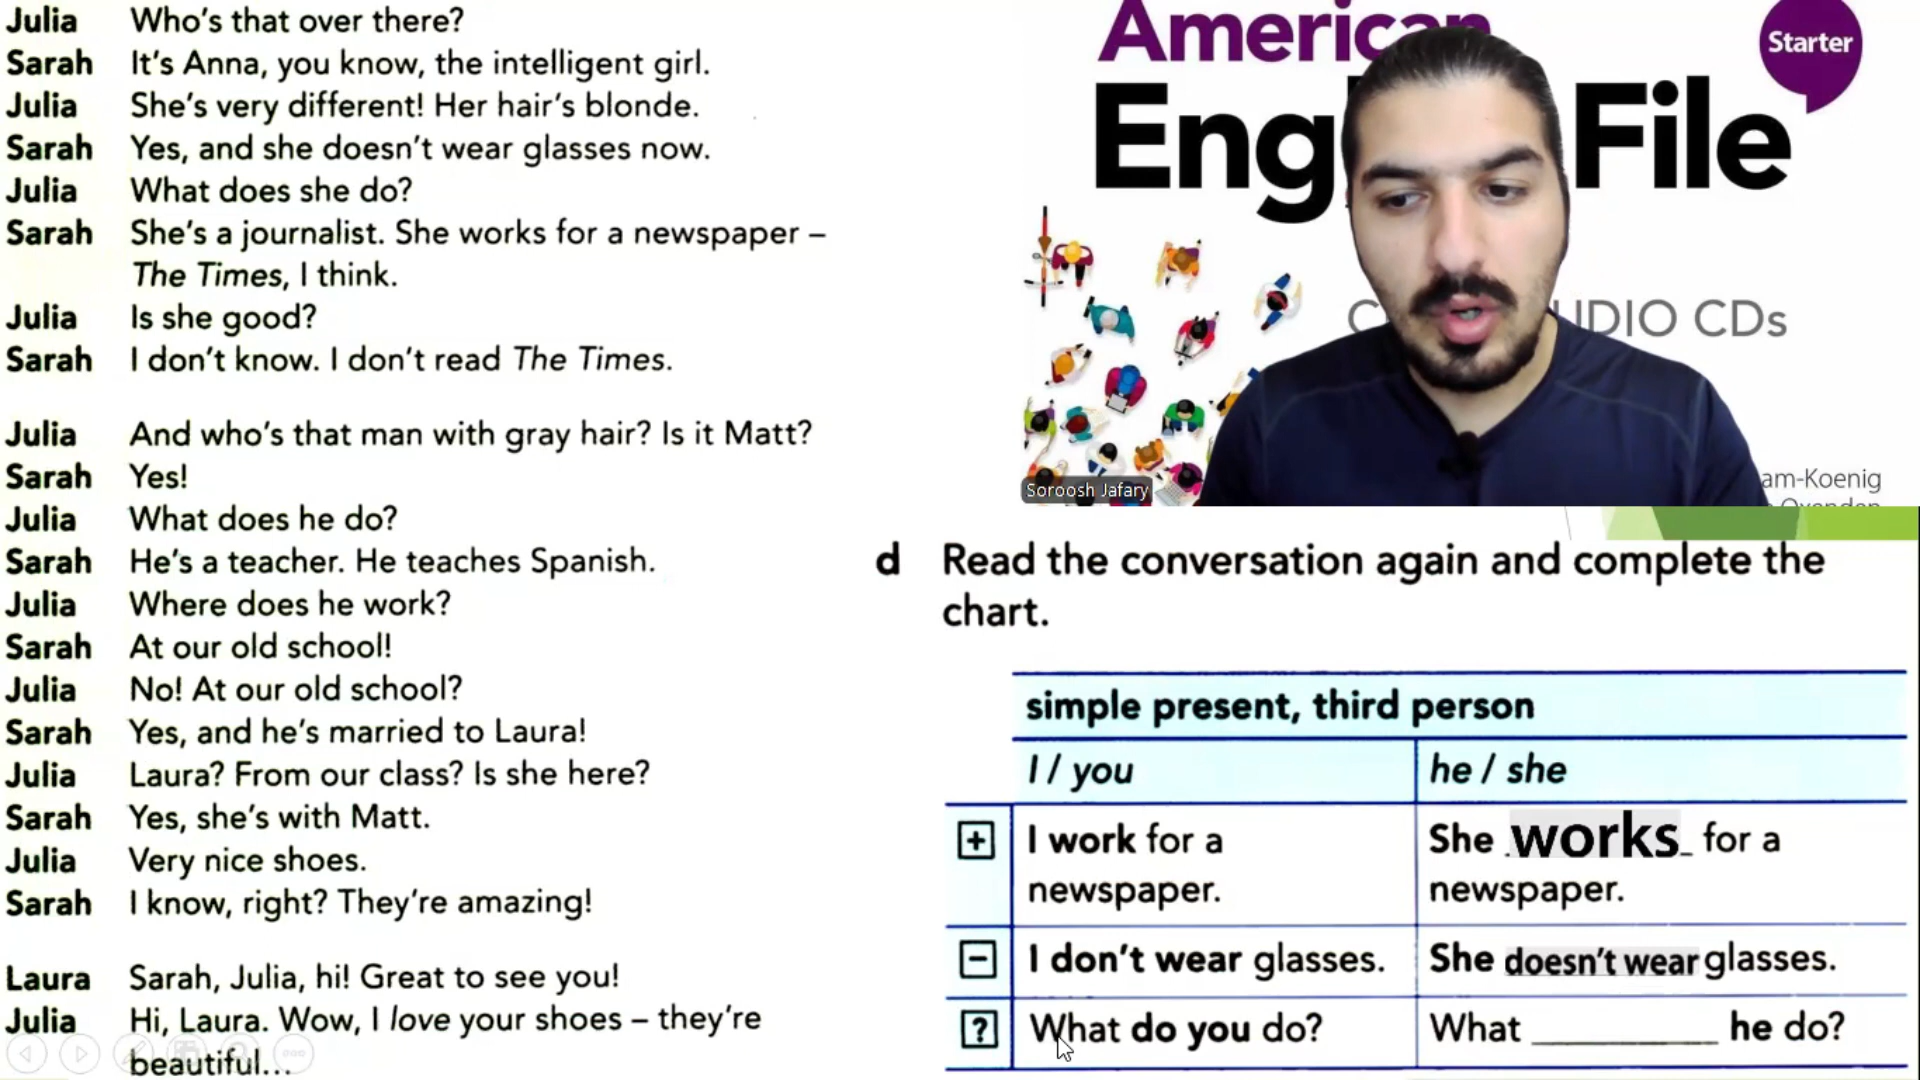 Julia Who's that over there?
Sarah It's Anna, you know, the intelligent girl.
Julia She's very different! Her hair's blonde.
Sarah Yes, and she doesn't wear glasses now.
Julia What does she do?
Sarah She's a journalist. She works for a newspaper –
The Times, I think.
Julia Is she good?
Sarah I don't know. I don't read The Times.
Julia And who's that man with gray hair? Is it Matt?
Sarah Yes!
Julia What does he do?
Sarah He's a teacher. He teaches Spanish.
Julia Where does he work?
Sarah At our old school!
Julia No! At our old school?
Sarah Yes, and he's married to Laura!
Julia Laura? From our class? Is she here?
Sarah Yes, she's with Matt.
Julia Very nice shoes.
Sarah I know, right? They're amazing!
Laura Sarah, Julia, hi! Great to see you!
Julia Hi, Laura. Wow, I love your shoes – they're
beautiful...
American
Starter
Eng File
UDIO CDs
am-Koenig
Soroosh Jafary
d Read the conversation again and complete the
chart.
simple present, third person
I / you he / she
+ I work for a She works for a
newspaper. newspaper.
− I don't wear glasses. She doesn't wear glasses.
? What do you do? What ________ he do?